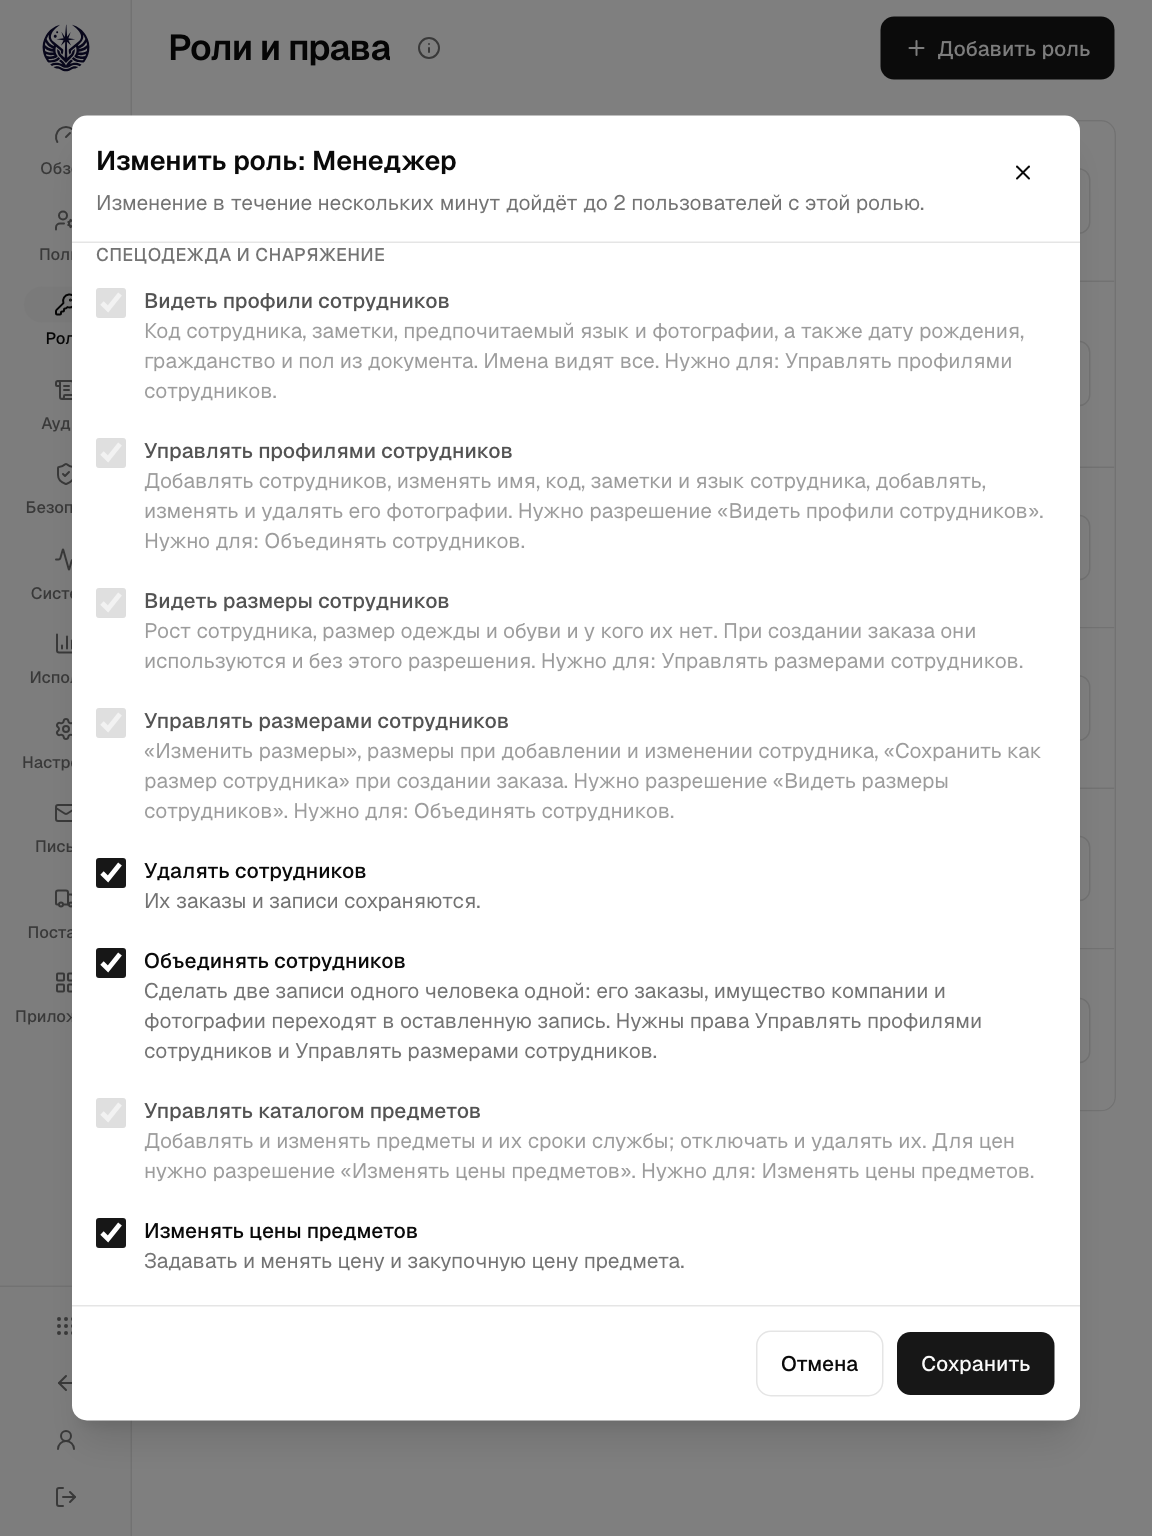 Роли и права
Добавить роль
Изменить роль: Менеджер
Изменение в течение нескольких минут дойдёт до 2 пользователей с этой ролью.
СПЕЦОДЕЖДА И СНАРЯЖЕНИЕ
Видеть профили сотрудников
Код сотрудника, заметки, предпочитаемый язык и фотографии, а также дату рождения,
гражданство и пол из документа. Имена видят все. Нужно для: Управлять профилями
сотрудников.
Управлять профилями сотрудников
Добавлять сотрудников, изменять имя, код, заметки и язык сотрудника, добавлять,
изменять и удалять его фотографии. Нужно разрешение «Видеть профили сотрудников».
Нужно для: Объединять сотрудников.
Видеть размеры сотрудников
Рост сотрудника, размер одежды и обуви и у кого их нет. При создании заказа они
используются и без этого разрешения. Нужно для: Управлять размерами сотрудников.
Управлять размерами сотрудников
«Изменить размеры», размеры при добавлении и изменении сотрудника, «Сохранить как
размер сотрудника» при создании заказа. Нужно разрешение «Видеть размеры
сотрудников». Нужно для: Объединять сотрудников.
Удалять сотрудников
Их заказы и записи сохраняются.
Объединять сотрудников
Сделать две записи одного человека одной: его заказы, имущество компании и
фотографии переходят в оставленную запись. Нужны права Управлять профилями
сотрудников и Управлять размерами сотрудников.
Управлять каталогом предметов
Добавлять и изменять предметы и их сроки службы; отключать и удалять их. Для цен
нужно разрешение «Изменять цены предметов». Нужно для: Изменять цены предметов.
Изменять цены предметов
Задавать и менять цену и закупочную цену предмета.
Отмена
Сохранить